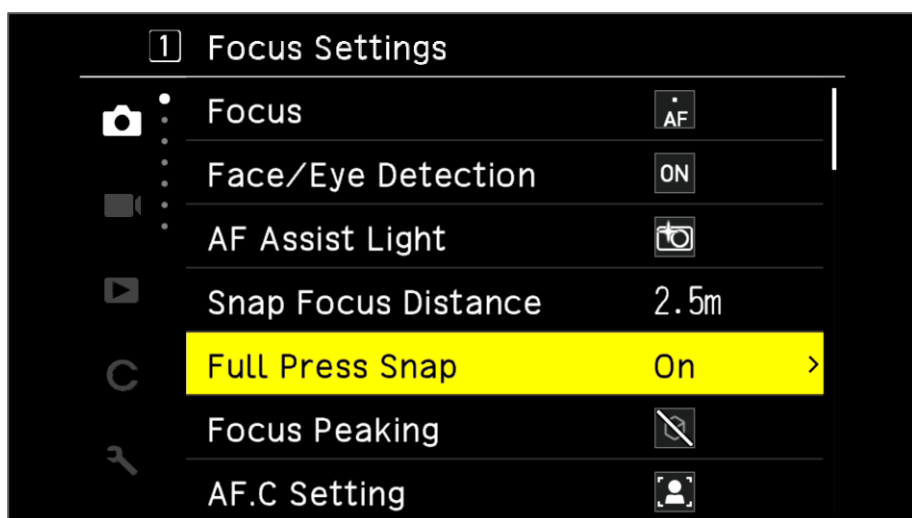 1 Focus Settings
Focus AF
Face/Eye Detection ON
AF Assist Light
Snap Focus Distance 2.5m
Full Press Snap On >
Focus Peaking
C
AF.C Setting